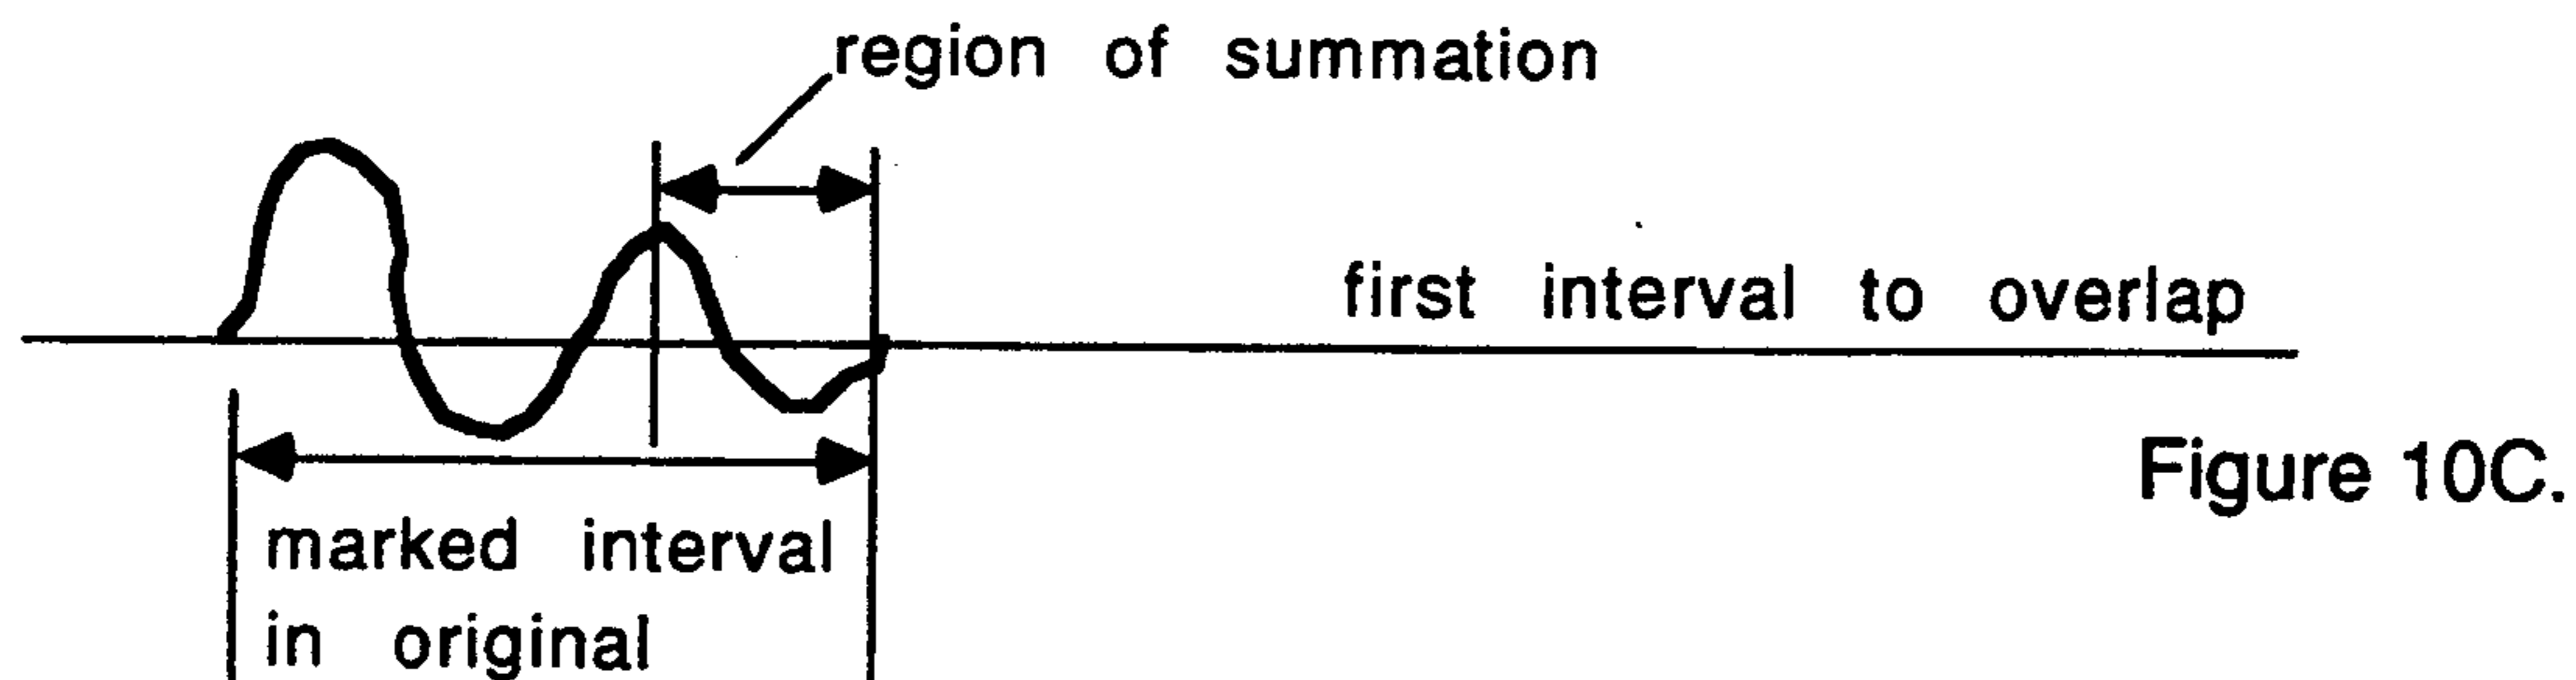 region of summation
first interval to overlap
Figure 10C.
marked interval
in original